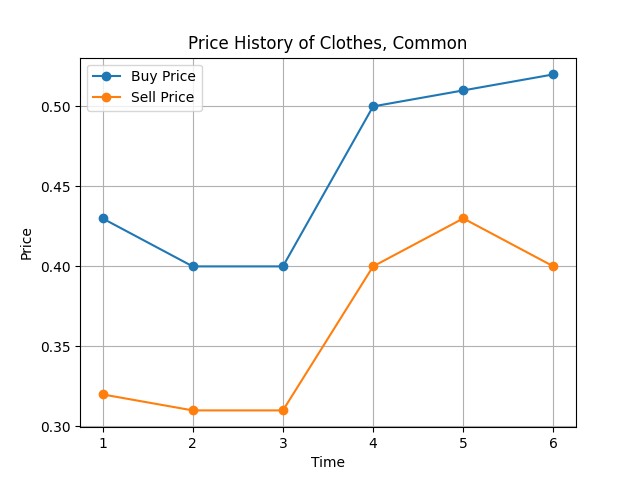 Price History of Clothes, Common
Buy Price
Sell Price
0.50
0.45
0.40
0.35
0.30
Price
1 2 3 4 5 6
Time